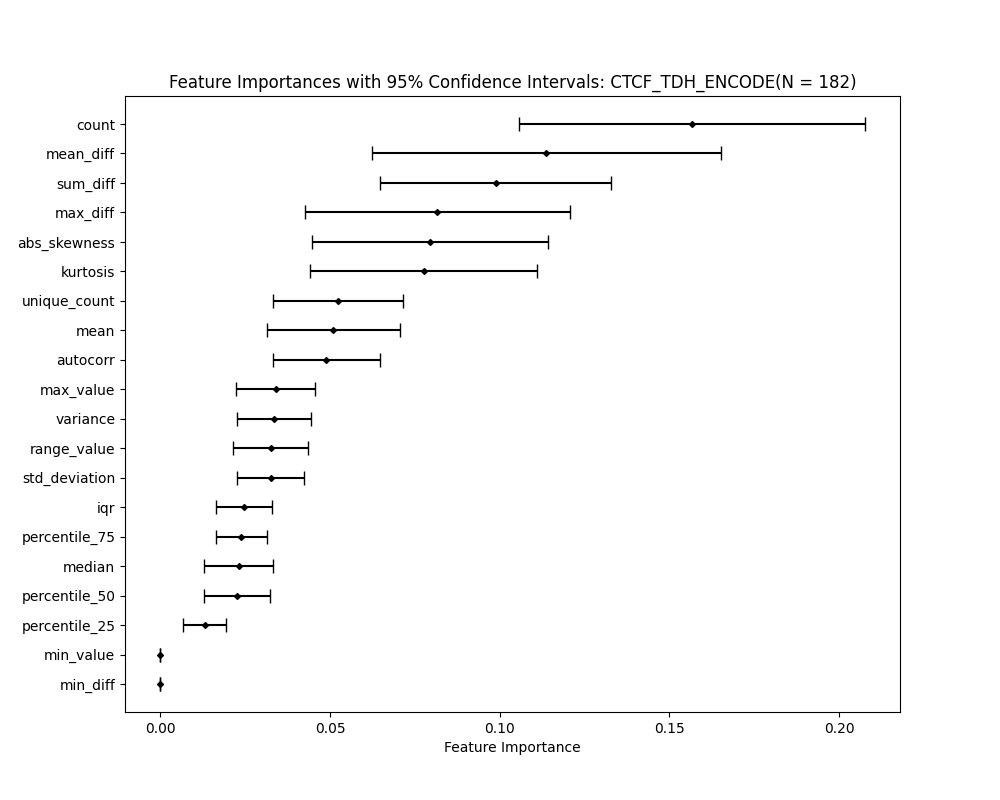 Feature Importances with 95% Confidence Intervals: CTCF_TDH_ENCODE(N = 182)
count
mean_diff
sum_diff
max_diff
abs_skewness
kurtosis
unique_count
mean
autocorr
max_value
variance
range_value
std_deviation
iqr
percentile_75
median
percentile_50
percentile_25
min_value
min_diff
0.00 0.05 0.10 0.15 0.20
Feature Importance